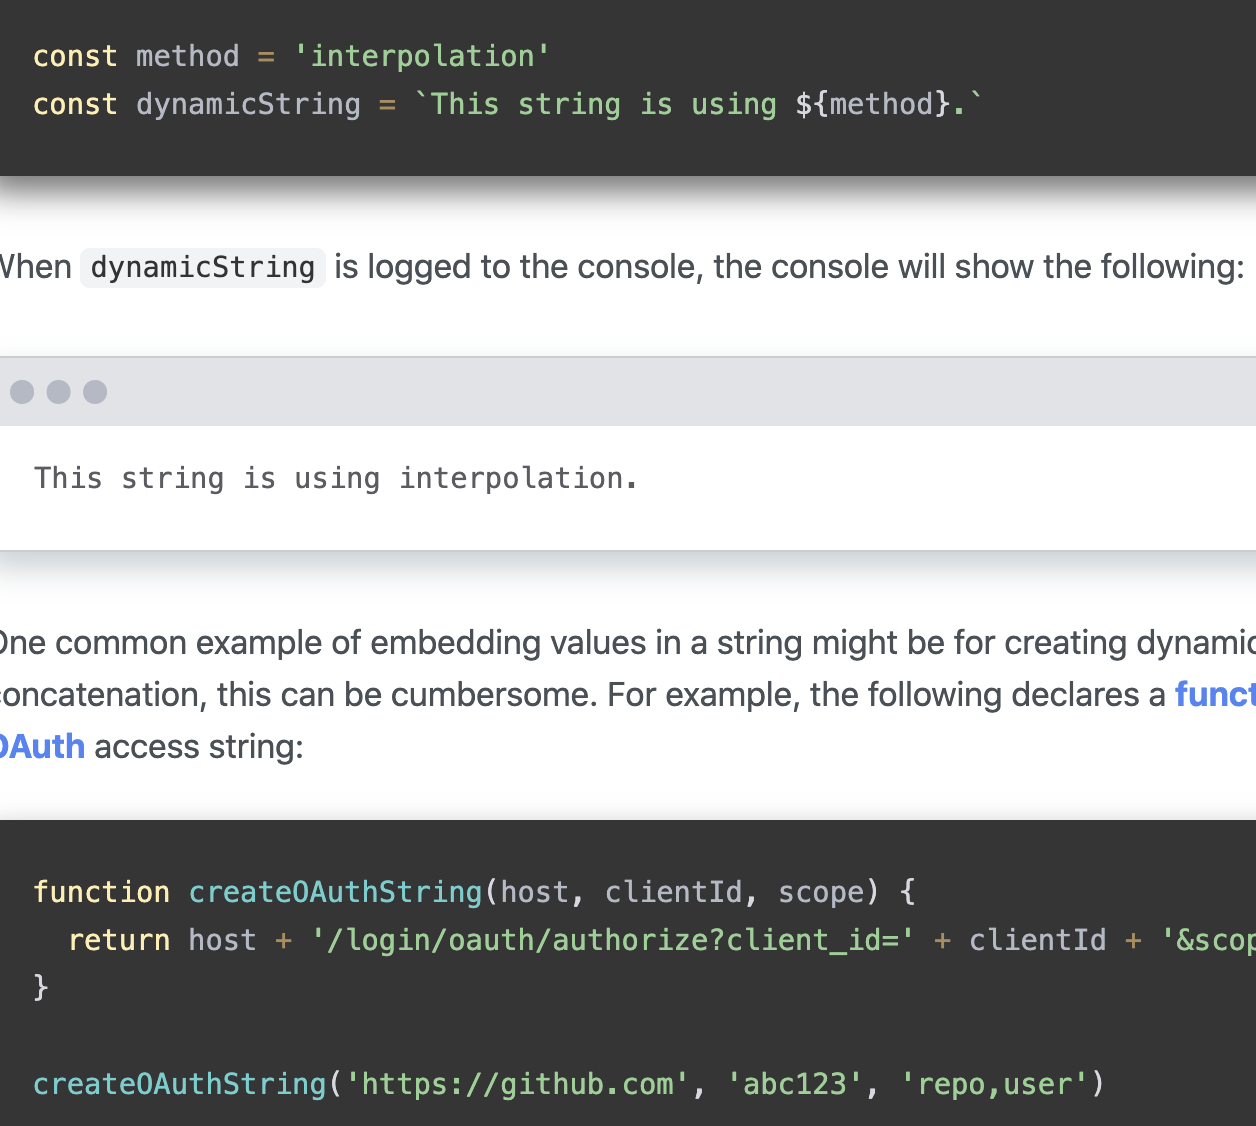 const method = 'interpolation'
const dynamicString = `This string is using ${method}.`
When dynamicString is logged to the console, the console will show the following:
This string is using interpolation.
One common example of embedding values in a string might be for creating dynamic
concatenation, this can be cumbersome. For example, the following declares a funct
OAuth access string:
function createOAuthString(host, clientId, scope) {
  return host + '/login/oauth/authorize?client_id=' + clientId + '&scop
}
createOAuthString('https://github.com', 'abc123', 'repo,user')